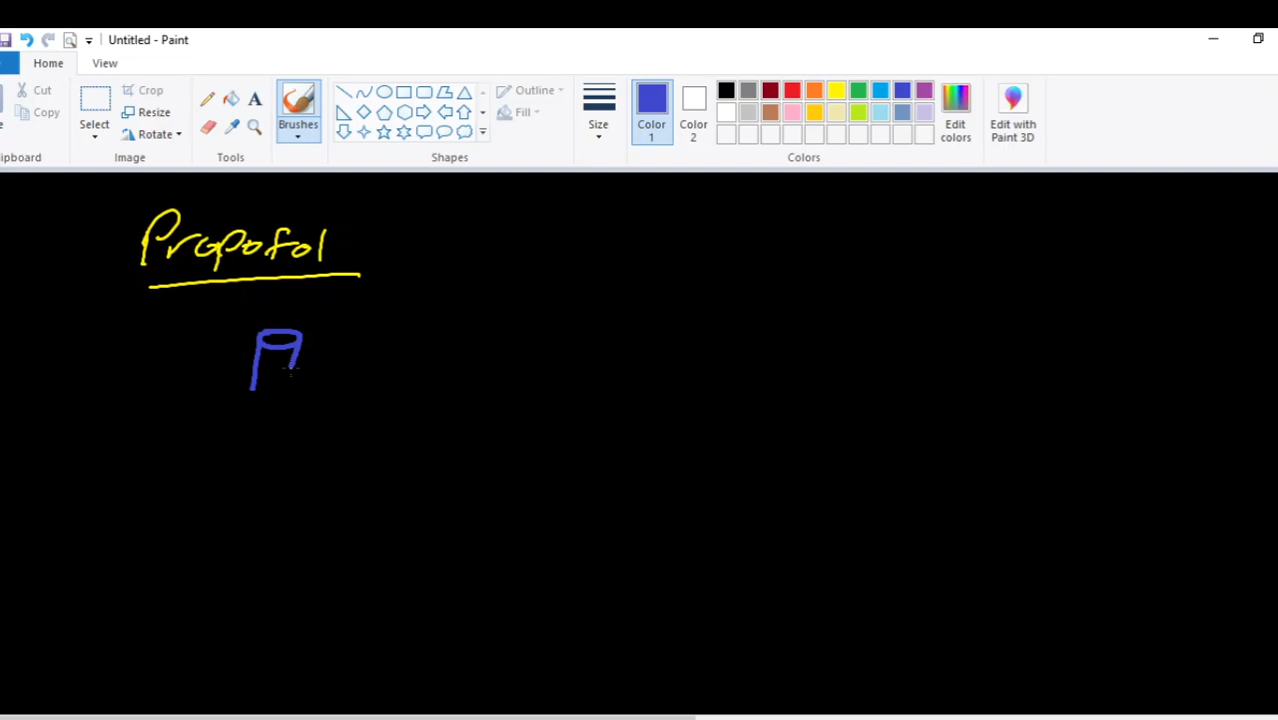 Untitled - Paint
Home View
Cut
Copy
lipboard
Select
Crop
Resize
Rotate
Image
Tools
Brushes
Shapes
Outline
Fill
Size
Color 1
Color 2
Colors
Edit colors
Edit with Paint 3D
Propofol